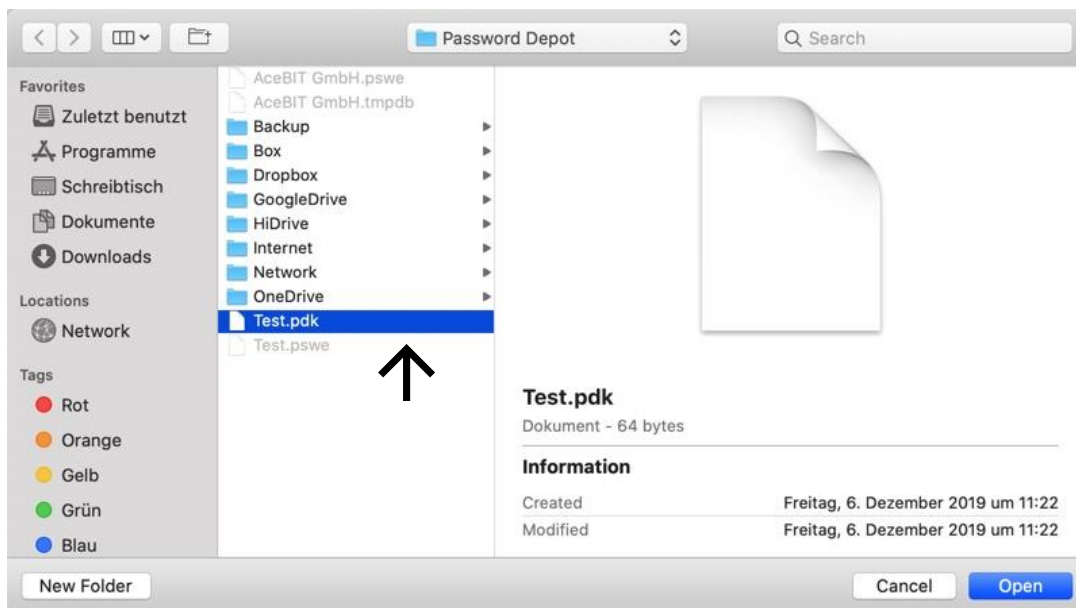 Password Depot
Search
Favorites
Zuletzt benutzt
Programme
Schreibtisch
Dokumente
Downloads
Locations
Network
Tags
Rot
Orange
Gelb
Grün
Blau
AceBIT GmbH.pswe
AceBIT GmbH.tmpdb
Backup
Box
Dropbox
GoogleDrive
HiDrive
Internet
Network
OneDrive
Test.pdk
Test.pswe
Test.pdk
Dokument - 64 bytes
Information
Created Freitag, 6. Dezember 2019 um 11:22
Modified Freitag, 6. Dezember 2019 um 11:22
New Folder
Cancel
Open